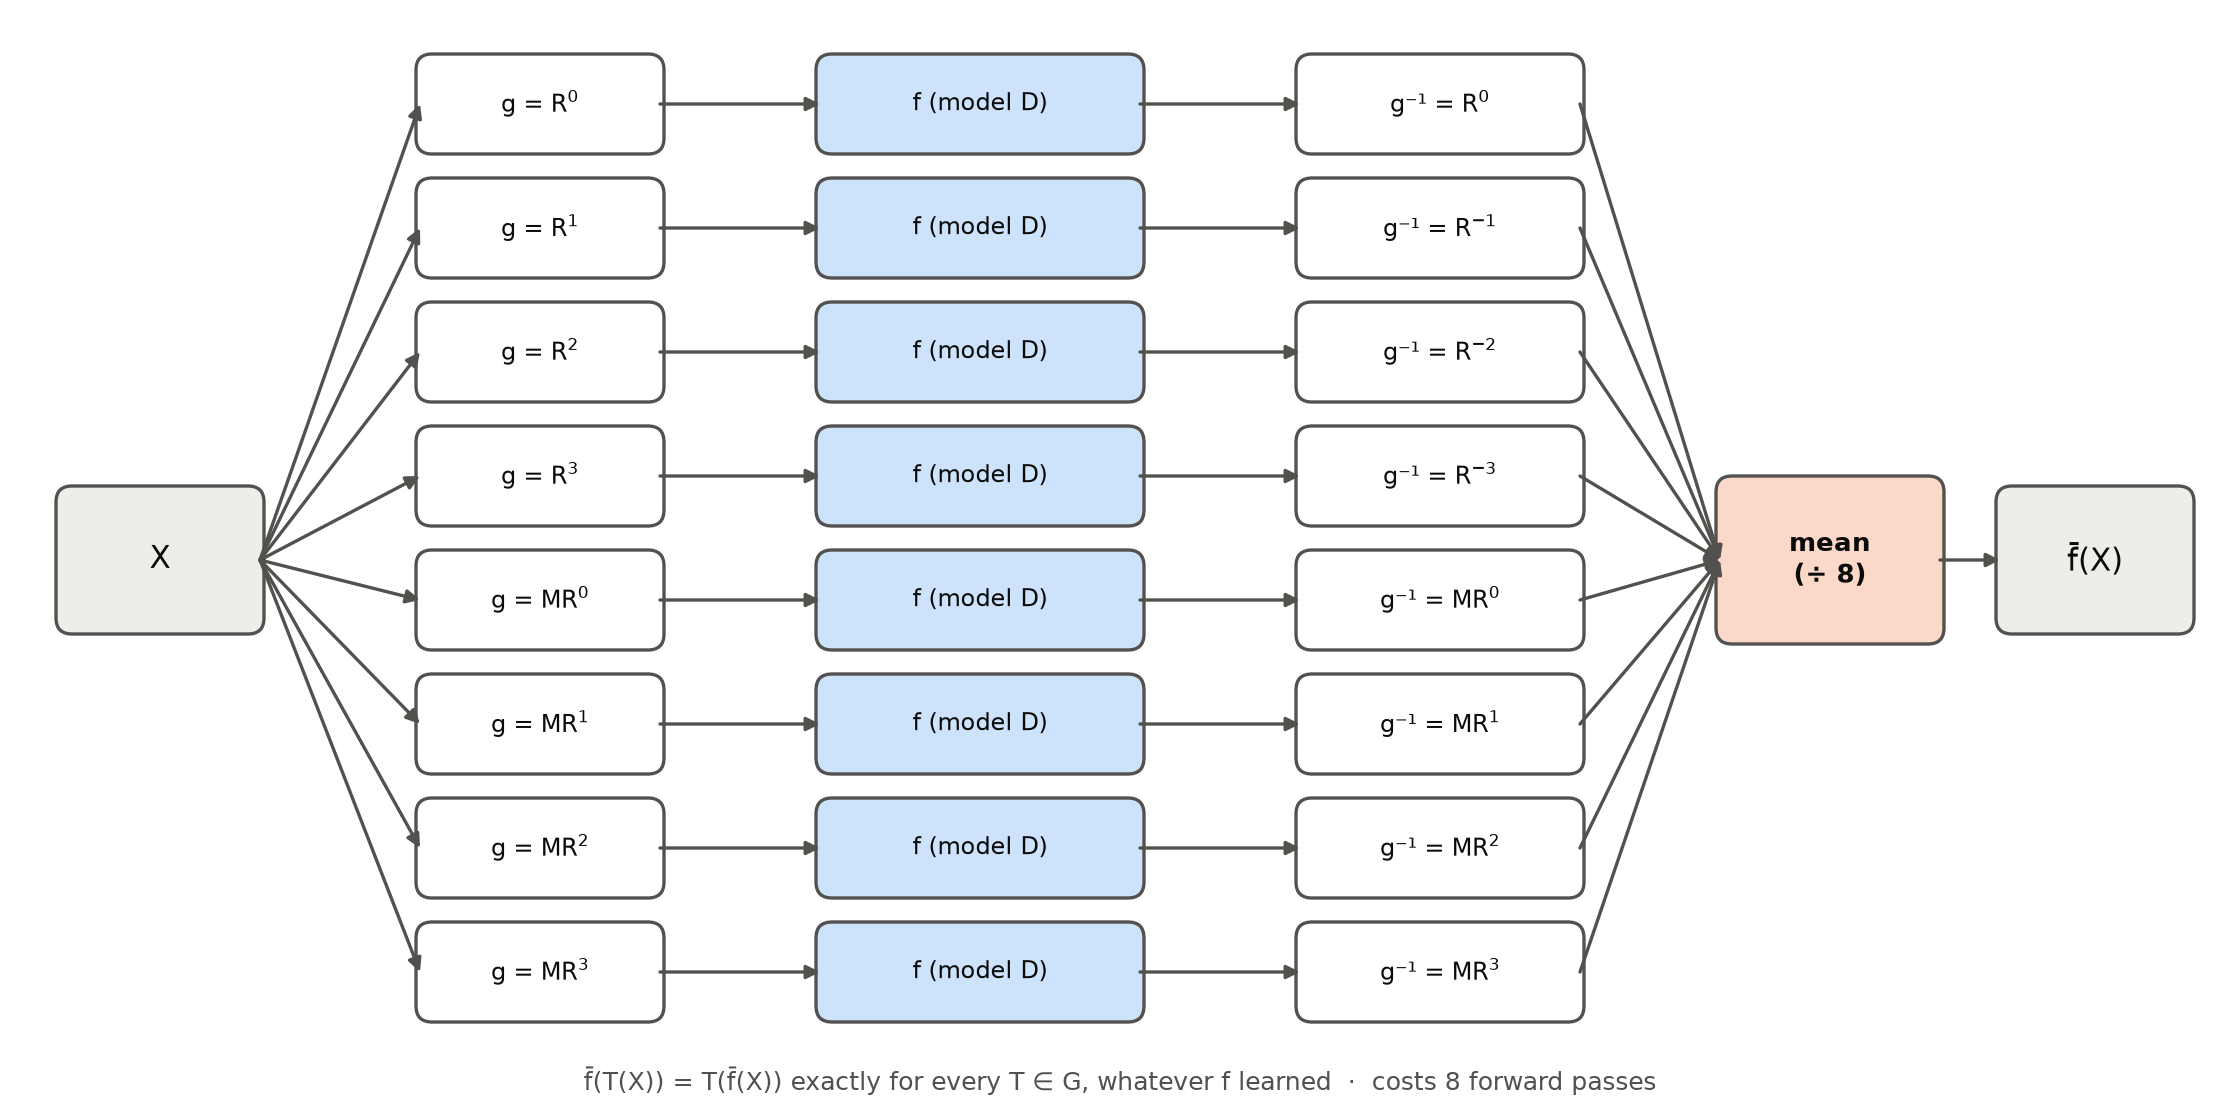 g = R⁰ f (model D) g⁻¹ = R⁰
g = R¹ f (model D) g⁻¹ = R⁻¹
g = R² f (model D) g⁻¹ = R⁻²
g = R³ f (model D) g⁻¹ = R⁻³
X
mean
(÷ 8)
f̄(X)
g = MR⁰ f (model D) g⁻¹ = MR⁰
g = MR¹ f (model D) g⁻¹ = MR¹
g = MR² f (model D) g⁻¹ = MR²
g = MR³ f (model D) g⁻¹ = MR³
f̄(T(X)) = T(f̄(X)) exactly for every T ∈ G, whatever f learned · costs 8 forward passes